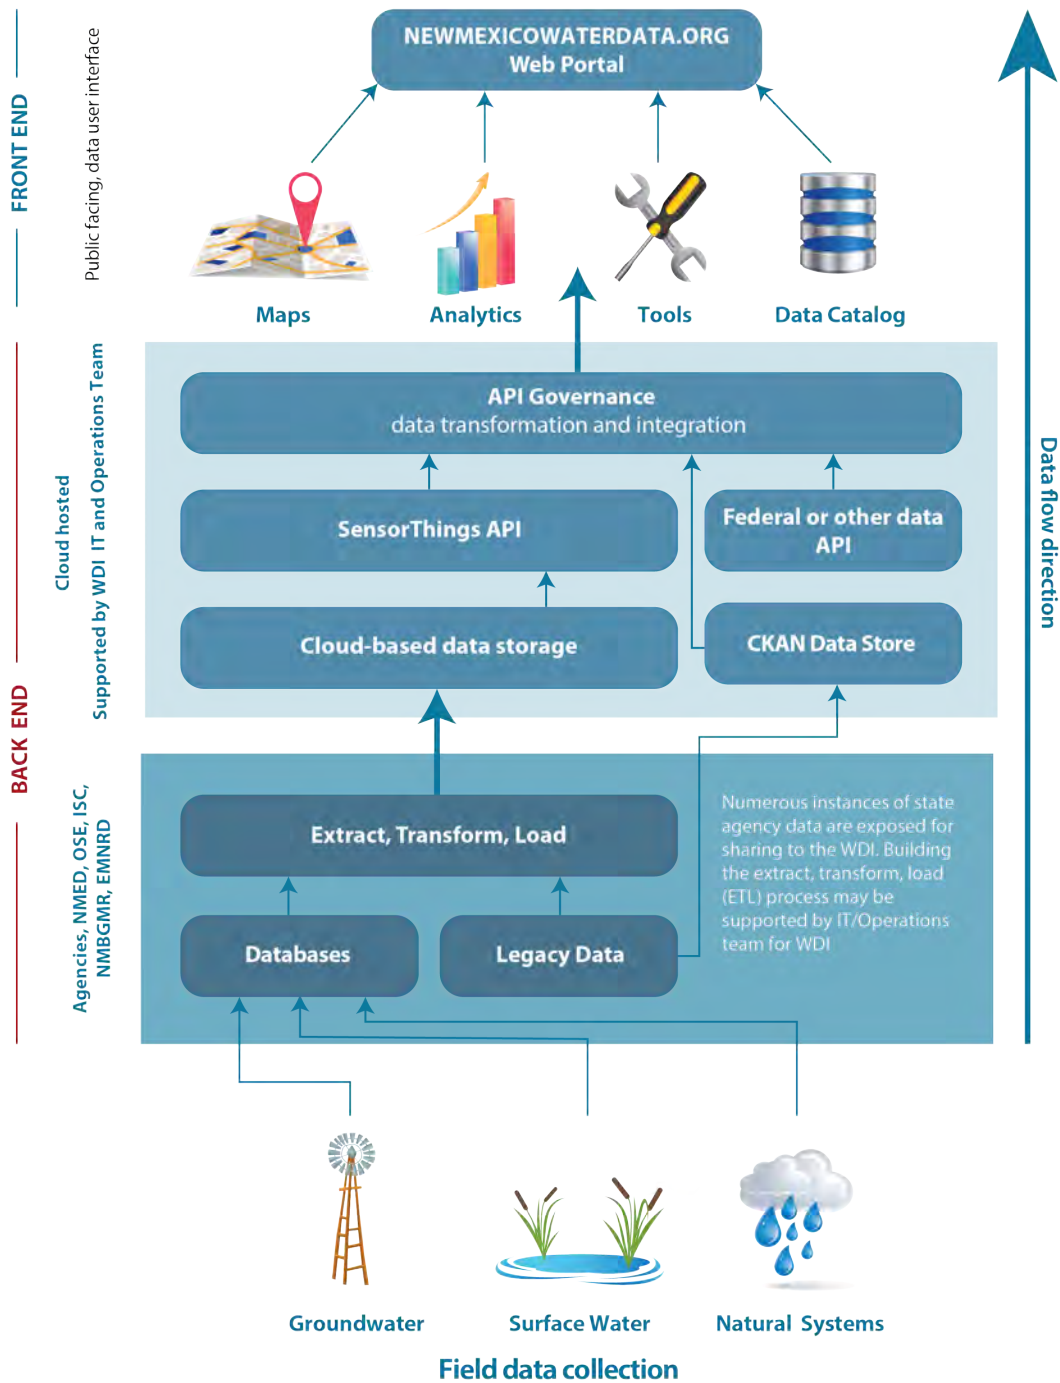 NEWMEXICOWATERDATA.ORG
Web Portal
FRONT END
Public facing, data user interface
Maps
Analytics
Tools
Data Catalog
API Governance
data transformation and integration
SensorThings API
Federal or other data
API
Cloud-based data storage
CKAN Data Store
Cloud hosted
Supported by WDI IT and Operations Team
Data flow direction
BACK END
Extract, Transform, Load
Databases
Legacy Data
Numerous instances of state
agency data are exposed for
sharing to the WDI. Building
the extract, transform, load
(ETL) process may be
supported by IT/Operations
team for WDI
Agencies, NMED, OSE, ISC,
NMBGMR, EMNRD
Groundwater
Surface Water
Natural Systems
Field data collection